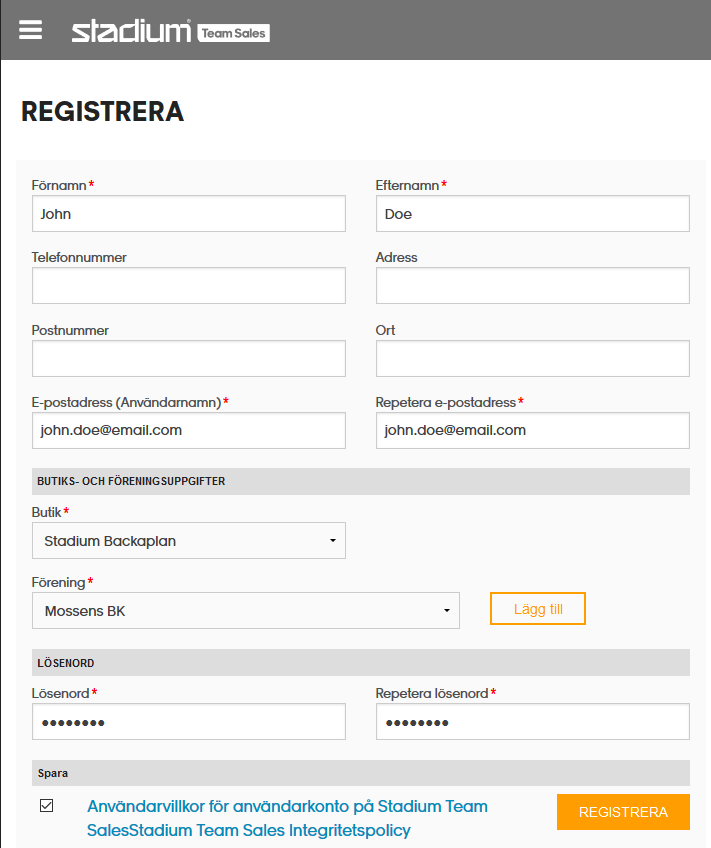 stadium Team Sales
REGISTRERA
Förnamn* Efternamn*
John Doe
Telefonnummer Adress
Postnummer Ort
E-postadress (Användarnamn)* Repetera e-postadress*
john.doe@email.com john.doe@email.com
BUTIKS- OCH FÖRENINGSUPPGIFTER
Butik*
Stadium Backaplan
Förening*
Mossens BK Lägg till
LÖSENORD
Lösenord* Repetera lösenord*
•••••••• ••••••••
Spara
Användarvillkor för användarkonto på Stadium Team
SalesStadium Team Sales Integritetspolicy
REGISTRERA